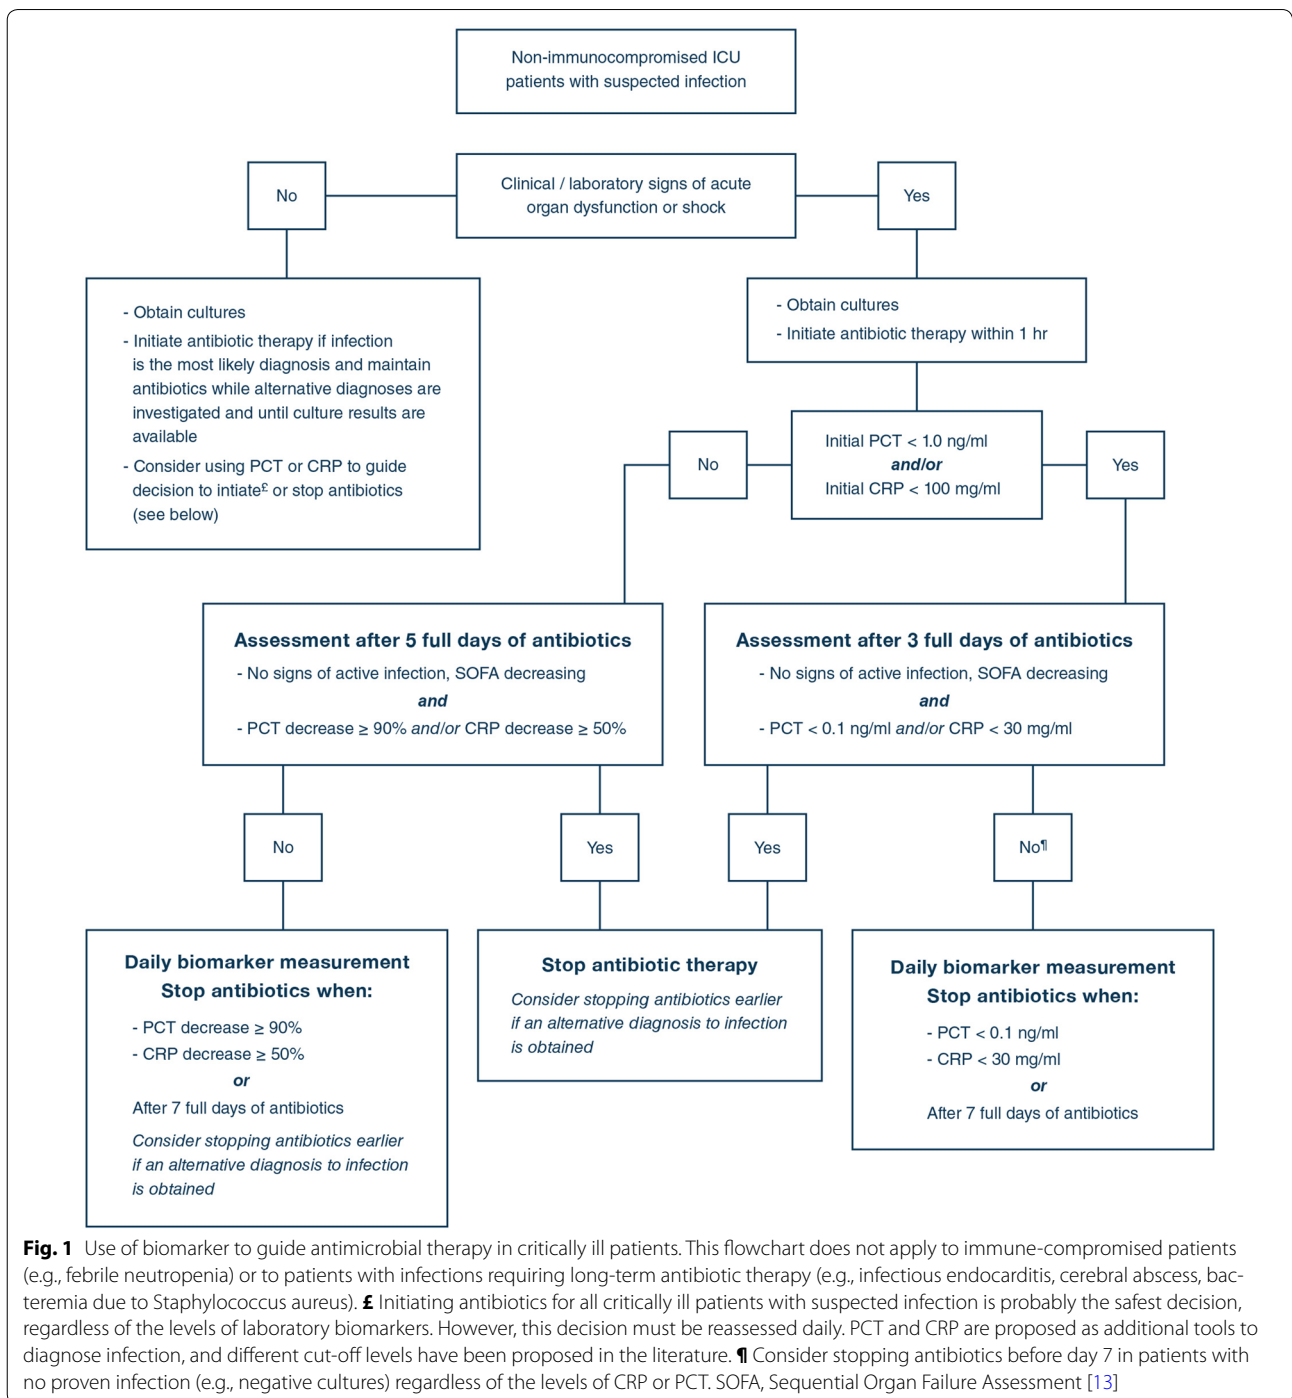 Non-immunocompromised ICU
patients with suspected infection
No
Clinical / laboratory signs of acute
organ dysfunction or shock
Yes
- Obtain cultures
- Initiate antibiotic therapy if infection
is the most likely diagnosis and maintain
antibiotics while alternative diagnoses are
investigated and until culture results are
available
- Consider using PCT or CRP to guide
decision to intiate£ or stop antibiotics
(see below)
- Obtain cultures
- Initiate antibiotic therapy within 1 hr
No
Initial PCT < 1.0 ng/ml
and/or
Initial CRP < 100 mg/ml
Yes
Assessment after 5 full days of antibiotics
- No signs of active infection, SOFA decreasing
and
- PCT decrease ≥ 90% and/or CRP decrease ≥ 50%
Assessment after 3 full days of antibiotics
- No signs of active infection, SOFA decreasing
and
- PCT < 0.1 ng/ml and/or CRP < 30 mg/ml
No
Yes
Yes
No¶
Daily biomarker measurement
Stop antibiotics when:
- PCT decrease ≥ 90%
- CRP decrease ≥ 50%
or
After 7 full days of antibiotics
Consider stopping antibiotics earlier
if an alternative diagnosis to infection
is obtained
Stop antibiotic therapy
Consider stopping antibiotics earlier
if an alternative diagnosis to infection
is obtained
Daily biomarker measurement
Stop antibiotics when:
- PCT < 0.1 ng/ml
- CRP < 30 mg/ml
or
After 7 full days of antibiotics
Fig. 1 Use of biomarker to guide antimicrobial therapy in critically ill patients. This flowchart does not apply to immune-compromised patients
(e.g., febrile neutropenia) or to patients with infections requiring long-term antibiotic therapy (e.g., infectious endocarditis, cerebral abscess, bac-
teremia due to Staphylococcus aureus). £ Initiating antibiotics for all critically ill patients with suspected infection is probably the safest decision,
regardless of the levels of laboratory biomarkers. However, this decision must be reassessed daily. PCT and CRP are proposed as additional tools to
diagnose infection, and different cut-off levels have been proposed in the literature. ¶ Consider stopping antibiotics before day 7 in patients with
no proven infection (e.g., negative cultures) regardless of the levels of CRP or PCT. SOFA, Sequential Organ Failure Assessment [13]